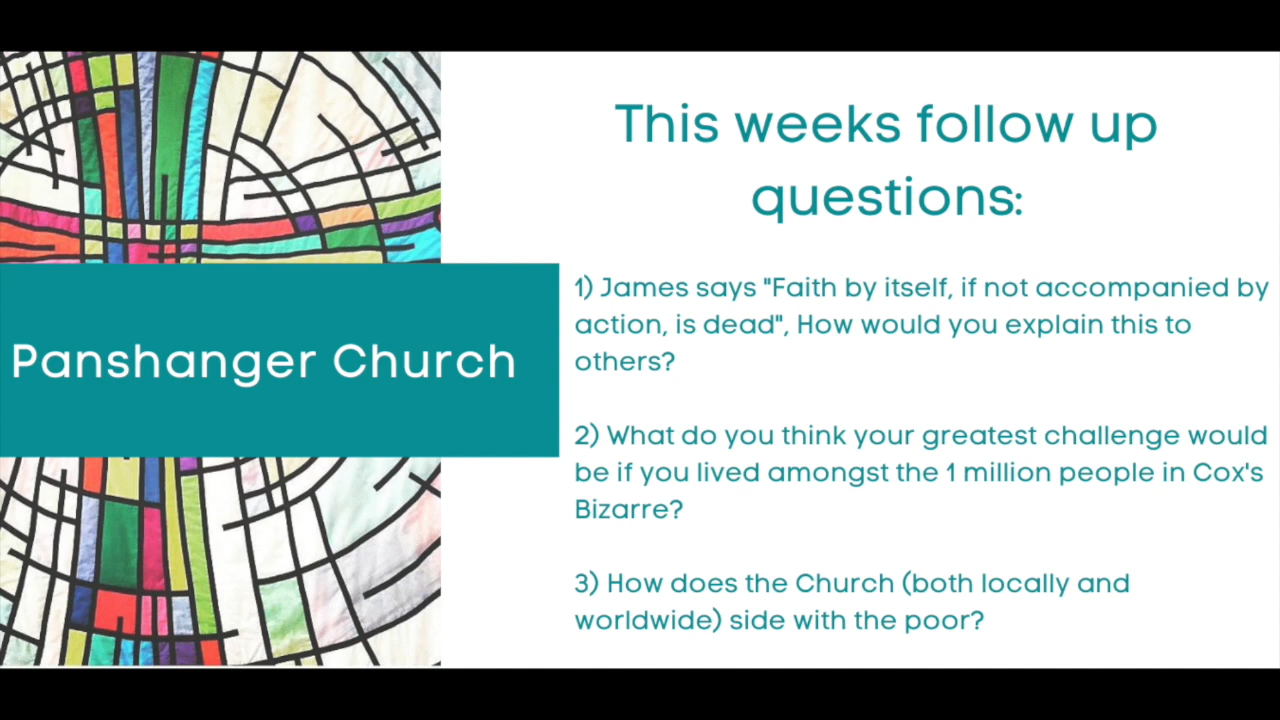 This weeks follow up
questions:
Panshanger Church
1) James says "Faith by itself, if not accompanied by
action, is dead", How would you explain this to
others?
2) What do you think your greatest challenge would
be if you lived amongst the 1 million people in Cox's
Bizarre?
3) How does the Church (both locally and
worldwide) side with the poor?